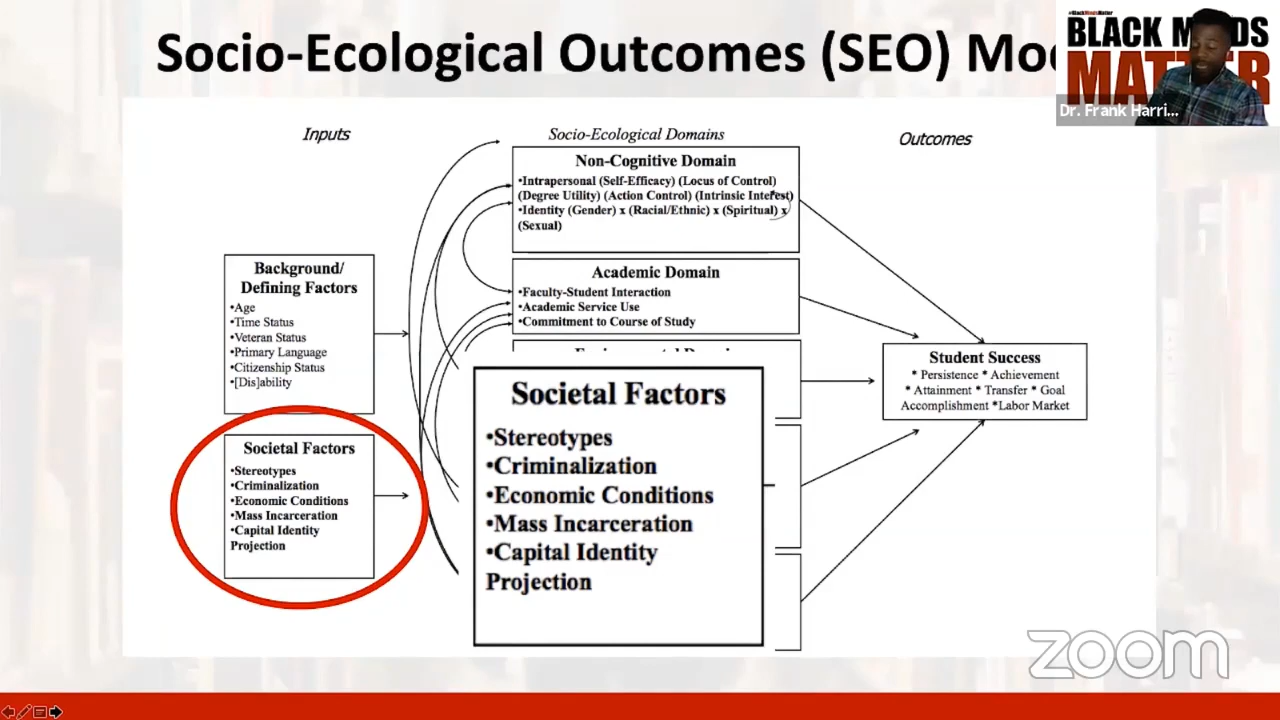 Socio-Ecological Outcomes (SEO)
#BlackMindsMatter
BLACK M DS
MATTER
Dr. Frank Harri...
Inputs
Socio-Ecological Domains
Outcomes
Non-Cognitive Domain
•Intrapersonal (Self-Efficacy) (Locus of Control)
(Degree Utility) (Action Control) (Intrinsic Interest)
•Identity (Gender) x (Racial/Ethnic) x (Spiritual) x
(Sexual)
Background/
Defining Factors
•Age
•Time Status
•Veteran Status
•Primary Language
•Citizenship Status
•[Dis]ability
Academic Domain
•Faculty-Student Interaction
•Academic Service Use
•Commitment to Course of Study
Student Success
* Persistence * Achievement
* Attainment * Transfer * Goal
Accomplishment *Labor Market
Societal Factors
•Stereotypes
•Criminalization
•Economic Conditions
•Mass Incarceration
•Capital Identity
Projection
Societal Factors
•Stereotypes
•Criminalization
•Economic Conditions
•Mass Incarceration
•Capital Identity
Projection
zoom